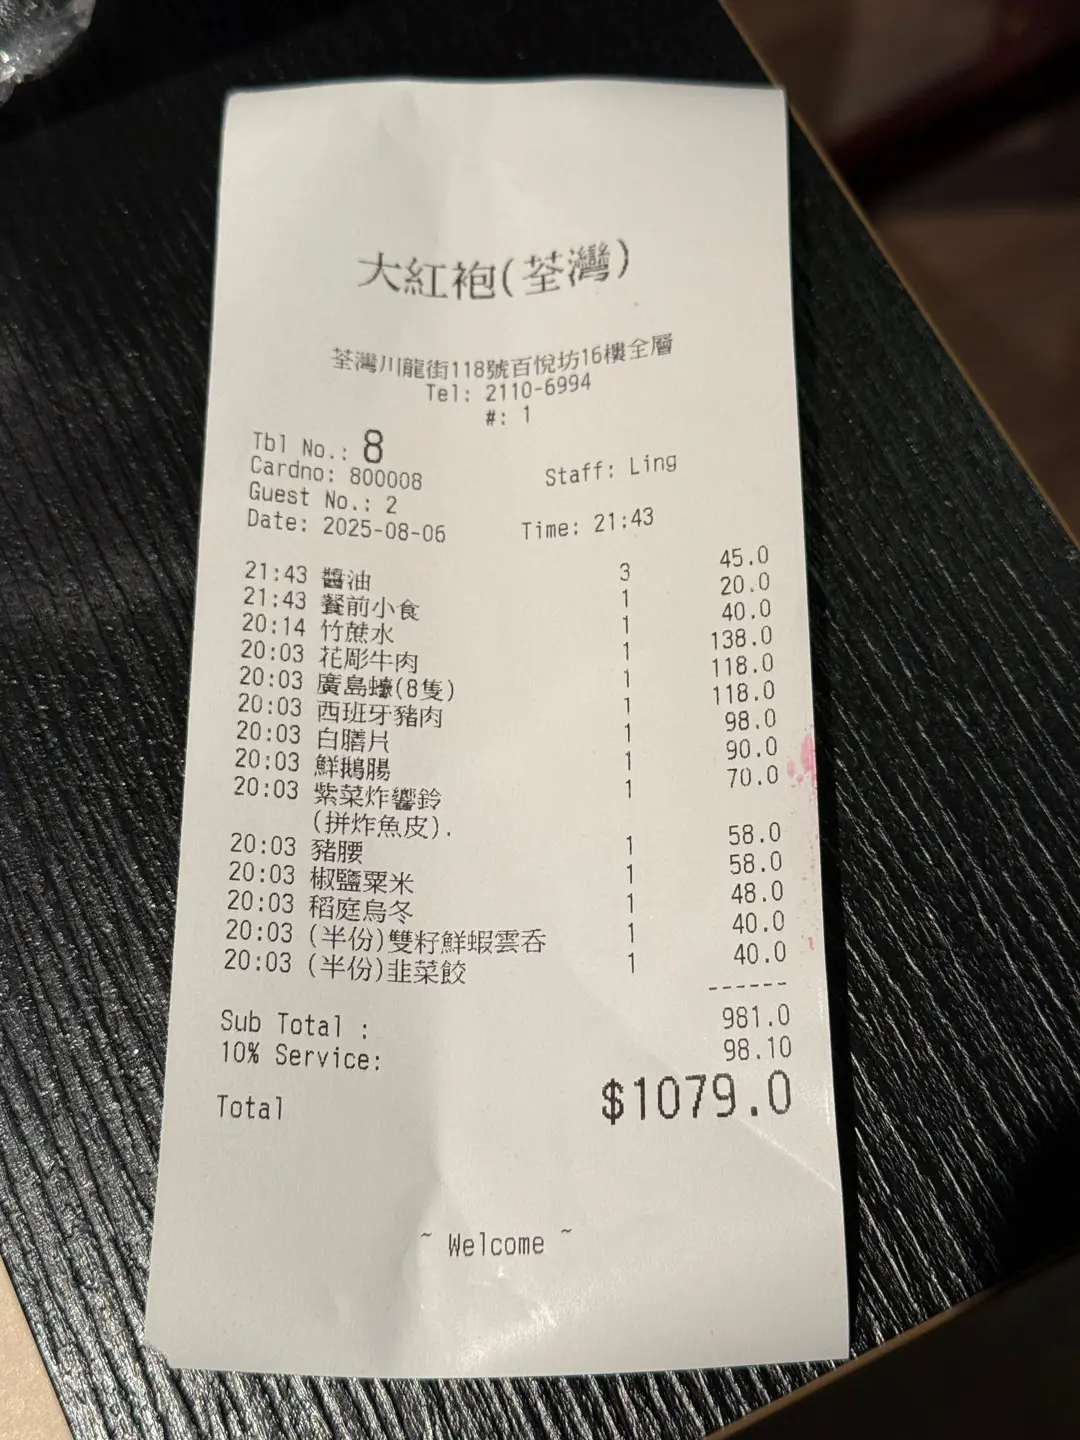 大紅袍(荃灣)
荃灣川龍街118號百悅坊16樓全層
Tel: 2110-6994
#: 1
Tbl No.: 8
Cardno: 800008 Staff: Ling
Guest No.: 2
Date: 2025-08-06 Time: 21:43
21:43 醬油 3 45.0
21:43 餐前小食 1 20.0
20:14 竹蔗水 1 40.0
20:03 花彫牛肉 1 138.0
20:03 廣島蠔(8隻) 1 118.0
20:03 西班牙豬肉 1 118.0
20:03 白膳片 1 98.0
20:03 鮮鵝腸 1 90.0
20:03 紫菜炸響鈴 1 70.0
(拼炸魚皮).
20:03 豬腰 1 58.0
20:03 椒鹽粟米 1 58.0
20:03 稻庭烏冬 1 48.0
20:03 (半份)雙籽鮮蝦雲呑 1 40.0
20:03 (半份)韭菜餃 1 40.0
------
Sub Total : 981.0
10% Service: 98.10
Total $1079.0
~ Welcome ~